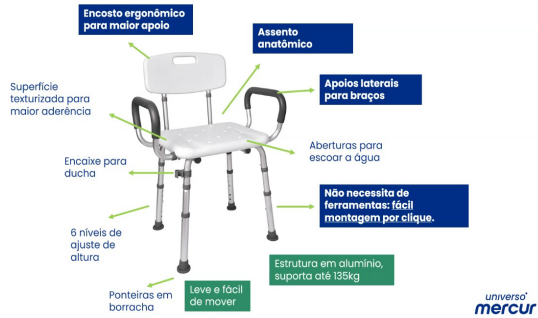 Encosto ergonômico
para maior apoio
Assento
anatômico
Superfície
texturizada para
maior aderência
Apoios laterais
para braços
Aberturas para
escoar a água
Encaixe para
ducha
Não necessita de
ferramentas: fácil
montagem por clique.
6 níveis de
ajuste de
altura
Estrutura em alumínio,
suporta até 135kg
Leve e fácil
de mover
Ponteiras em
borracha
universo
mercur